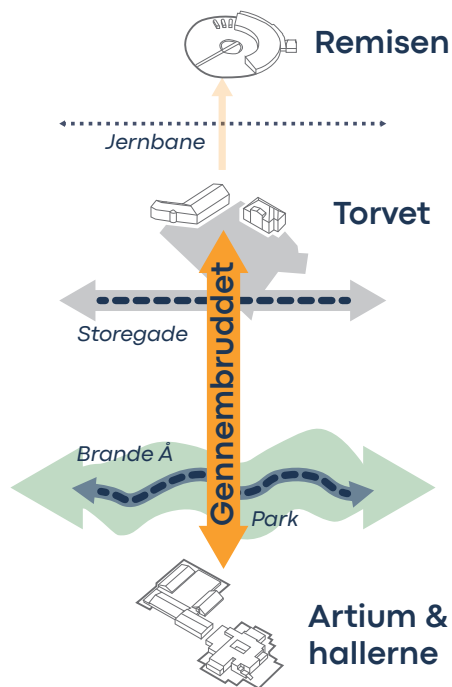 Remisen
Jernbane
Torvet
Gennembruddet
Storegade
Brande Å
Park
Artium &
hallerne